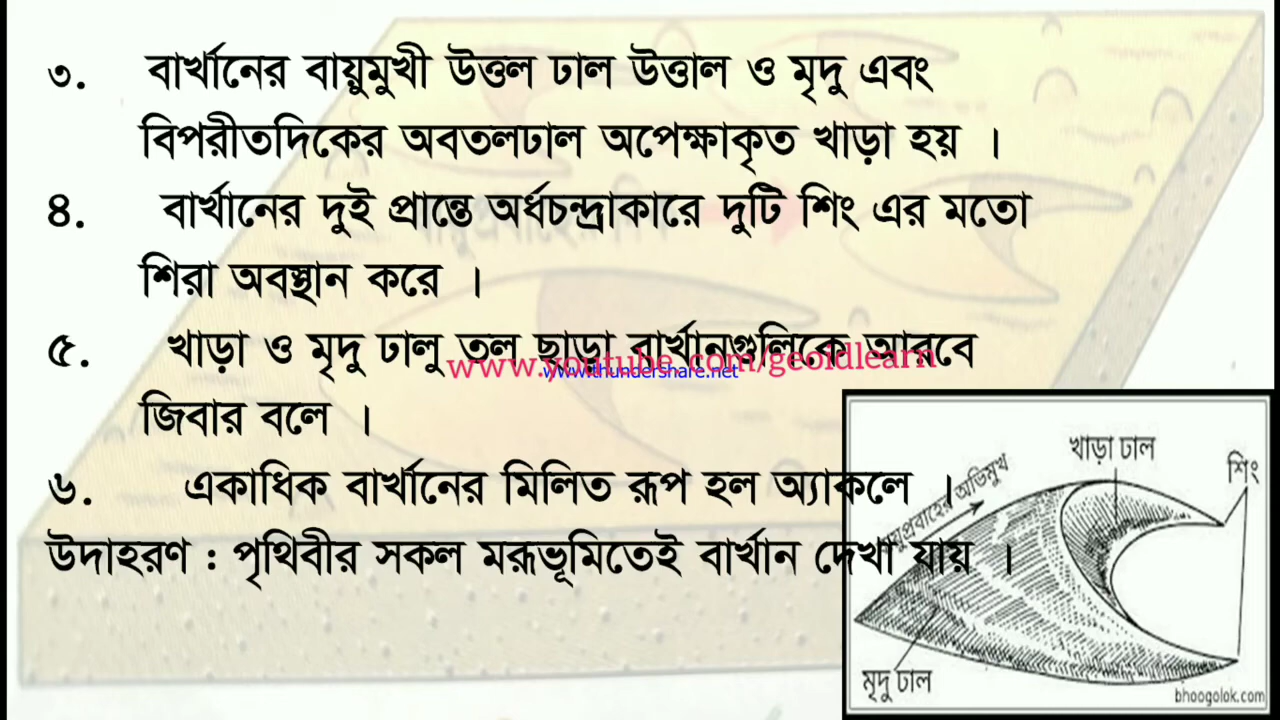 ৩. বার্খানের বায়ুমুখী উত্তল ঢাল উত্তাল ও মৃদু এবং
বিপরীতদিকের অবতলঢাল অপেক্ষাকৃত খাড়া হয় ।
৪. বার্খানের দুই প্রান্তে অর্ধচন্দ্রাকারে দুটি শিং এর মতো
শিরা অবস্থান করে ।
৫. খাড়া ও মৃদু ঢালু তল ছাড়া বার্খানগুলিকে আরবে
www.youtube.com/geoidlearn
www.thundershare.net
জিবার বলে ।
৬. একাধিক বার্খানের মিলিত রূপ হল অ্যাকলে ।
উদাহরণ : পৃথিবীর সকল মরূভূমিতেই বার্খান দেখা যায় ।
খাড়া ঢাল
শিং
অভিমুখ
মৃদু ঢাল
bhoogolok.com